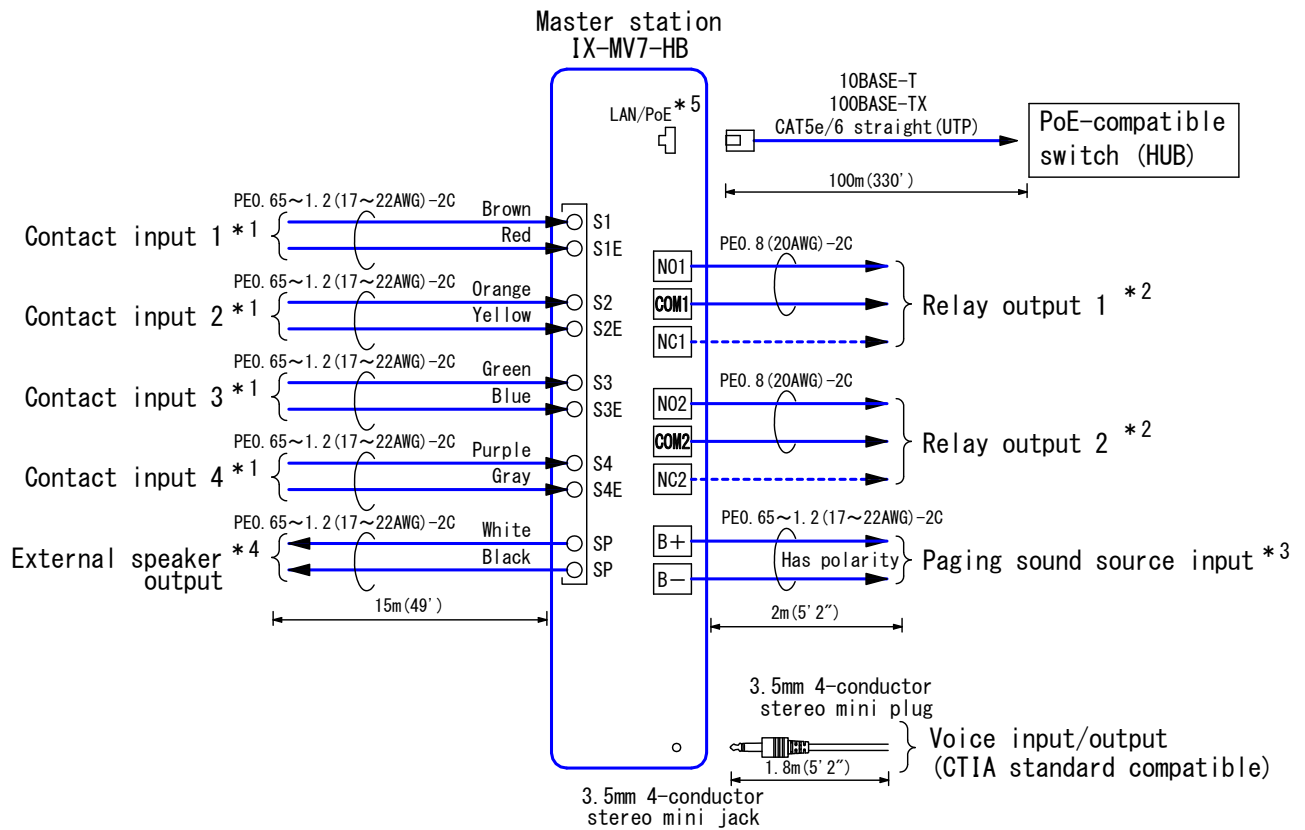 Master station
IX-MV7-HB
LAN/PoE *5
10BASE-T
100BASE-TX
CAT5e/6 straight(UTP)
PoE-compatible
switch (HUB)
100m(330')
PE0.65~1.2(17~22AWG)-2C
Contact input 1 *1
Brown
Red
S1
S1E
PE0.65~1.2(17~22AWG)-2C
Contact input 2 *1
Orange
Yellow
S2
S2E
PE0.65~1.2(17~22AWG)-2C
Contact input 3 *1
Green
Blue
S3
S3E
PE0.65~1.2(17~22AWG)-2C
Contact input 4 *1
Purple
Gray
S4
S4E
PE0.65~1.2(17~22AWG)-2C
External speaker *4
output
White
Black
SP
SP
15m(49')
NO1
COM1
NC1
PE0.8(20AWG)-2C
Relay output 1 *2
NO2
COM2
NC2
PE0.8(20AWG)-2C
Relay output 2 *2
PE0.65~1.2(17~22AWG)-2C
B+
B−
Has polarity
Paging sound source input *3
2m(5'2")
3.5mm 4-conductor
stereo mini plug
1.8m(5'2")
Voice input/output
(CTIA standard compatible)
3.5mm 4-conductor
stereo mini jack